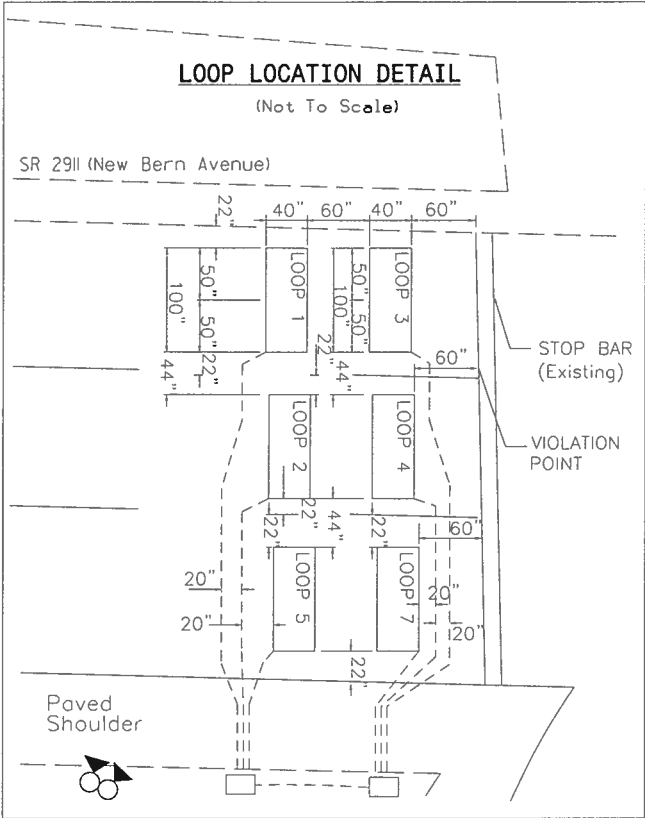 LOOP LOCATION DETAIL
(Not To Scale)
SR 2911 (New Bern Avenue)
22"
40"
60"
40"
60"
100"
50"
50"
LOOP 1
100"
50"
50"
LOOP 3
STOP BAR
(Existing)
44"
22"
22"
44"
60"
VIOLATION
POINT
LOOP 2
LOOP 4
22"
22"
44"
22"
60"
20"
20"
LOOP 5
LOOP 7
20"
20"
22"
Paved
Shoulder